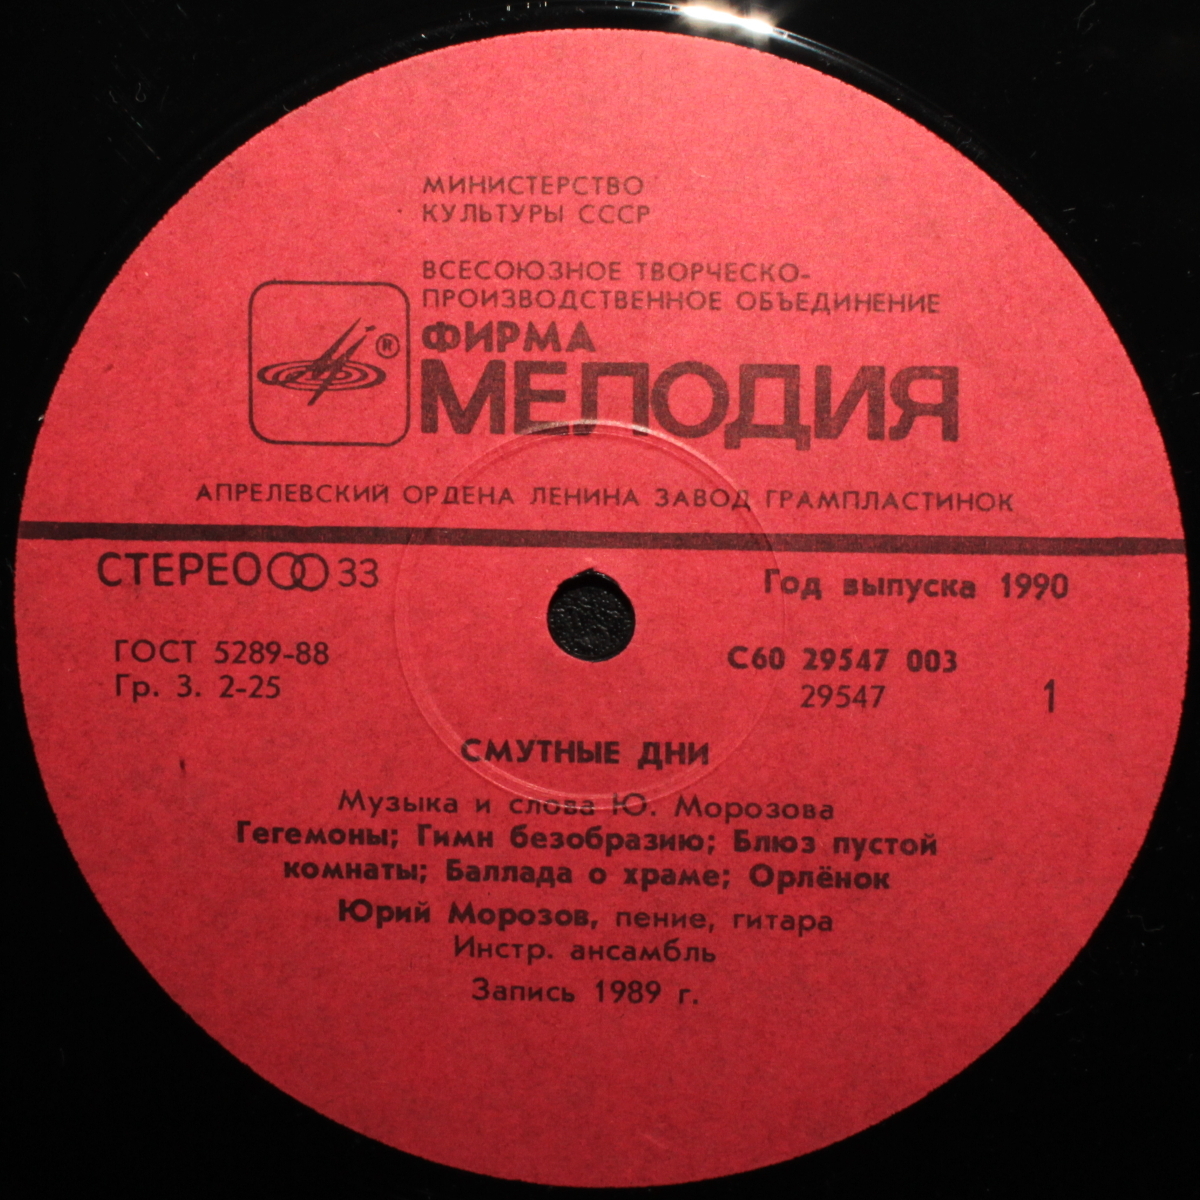 МИНИСТЕРСТВО
КУЛЬТУРЫ СССР
ВСЕСОЮЗНОЕ ТВОРЧЕСКО-
ПРОИЗВОДСТВЕННОЕ ОБЪЕДИНЕНИЕ
ФИРМА
®
МЕЛОДИЯ
АПРЕЛЕВСКИЙ ОРДЕНА ЛЕНИНА ЗАВОД ГРАМПЛАСТИНОК
СТЕРЕО 33
Год выпуска 1990
ГОСТ 5289-88
Гр. 3. 2-25
С60 29547 003
29547
1
СМУТНЫЕ ДНИ
Музыка и слова Ю. Морозова
Гегемоны; Гимн безобразию; Блюз пустой
комнаты; Баллада о храме; Орлёнок
Юрий Морозов, пение, гитара
Инстр. ансамбль
Запись 1989 г.